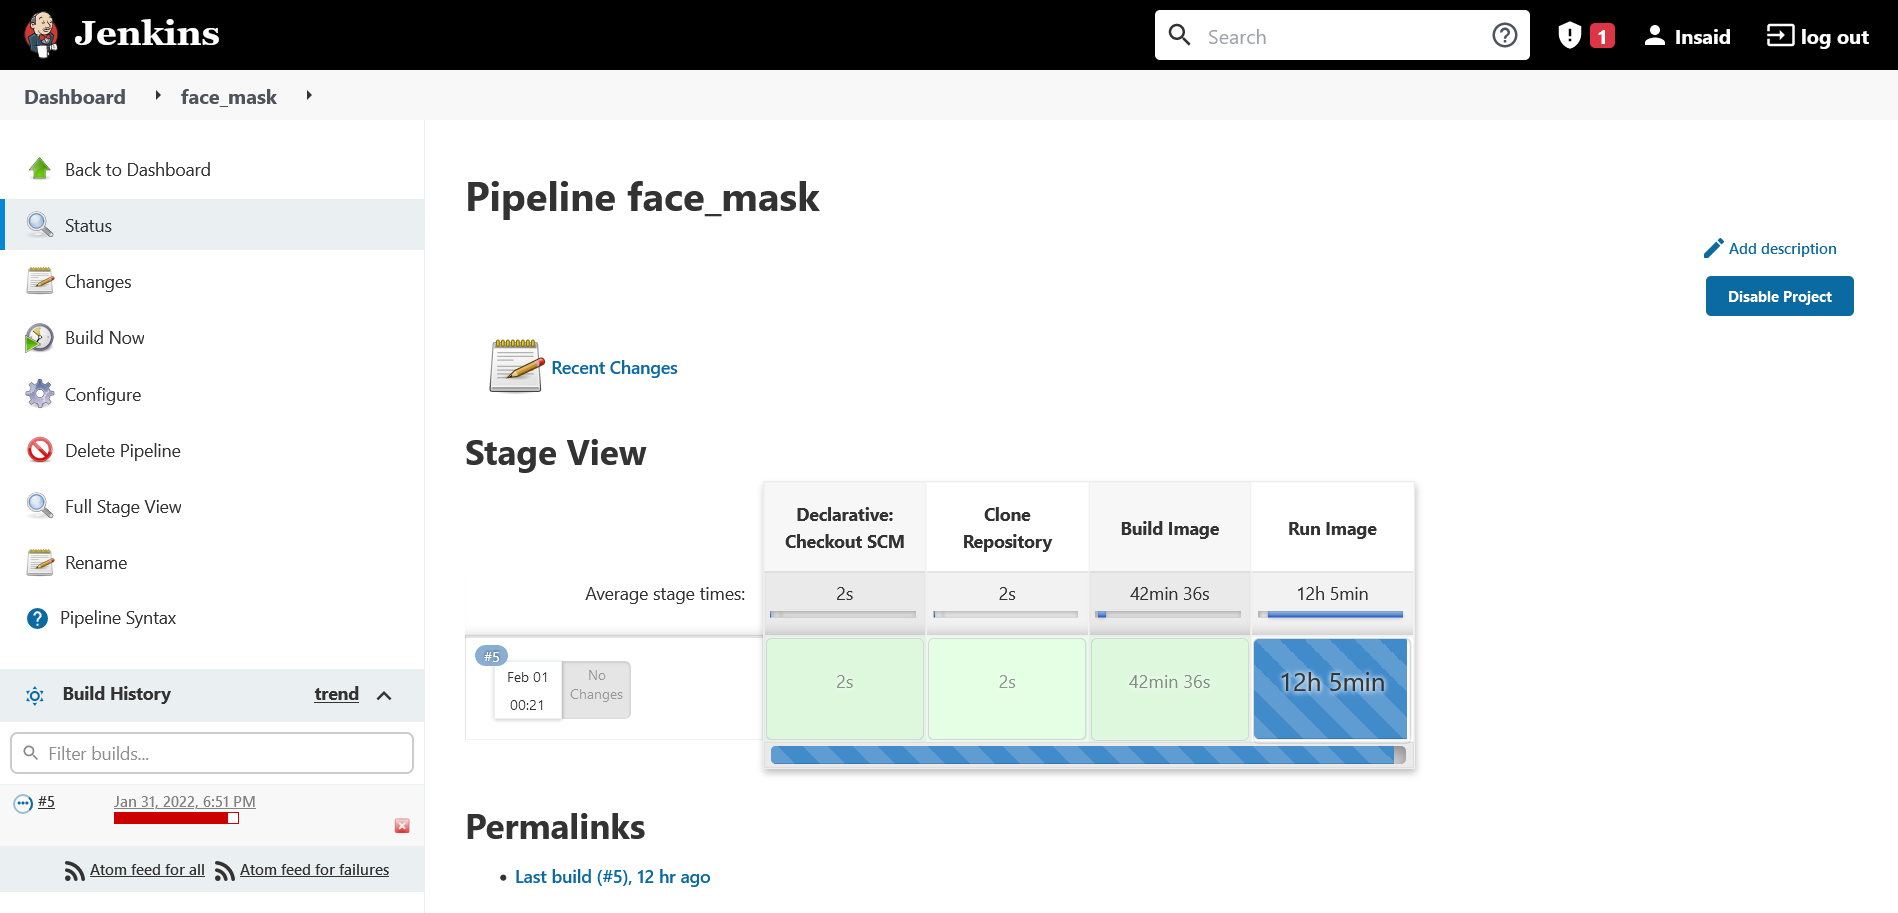 Jenkins
Search
1
Insaid
log out
Dashboard
face_mask
Back to Dashboard
Status
Changes
Build Now
Configure
Delete Pipeline
Full Stage View
Rename
Pipeline Syntax
Build History
trend
Filter builds...
#5
Jan 31, 2022, 6:51 PM
Atom feed for all
Atom feed for failures
Pipeline face_mask
Add description
Disable Project
Recent Changes
Stage View
Declarative: Checkout SCM
Clone Repository
Build Image
Run Image
Average stage times:
2s
2s
42min 36s
12h 5min
#5
Feb 01
00:21
No Changes
2s
2s
42min 36s
12h 5min
Permalinks
• Last build (#5), 12 hr ago